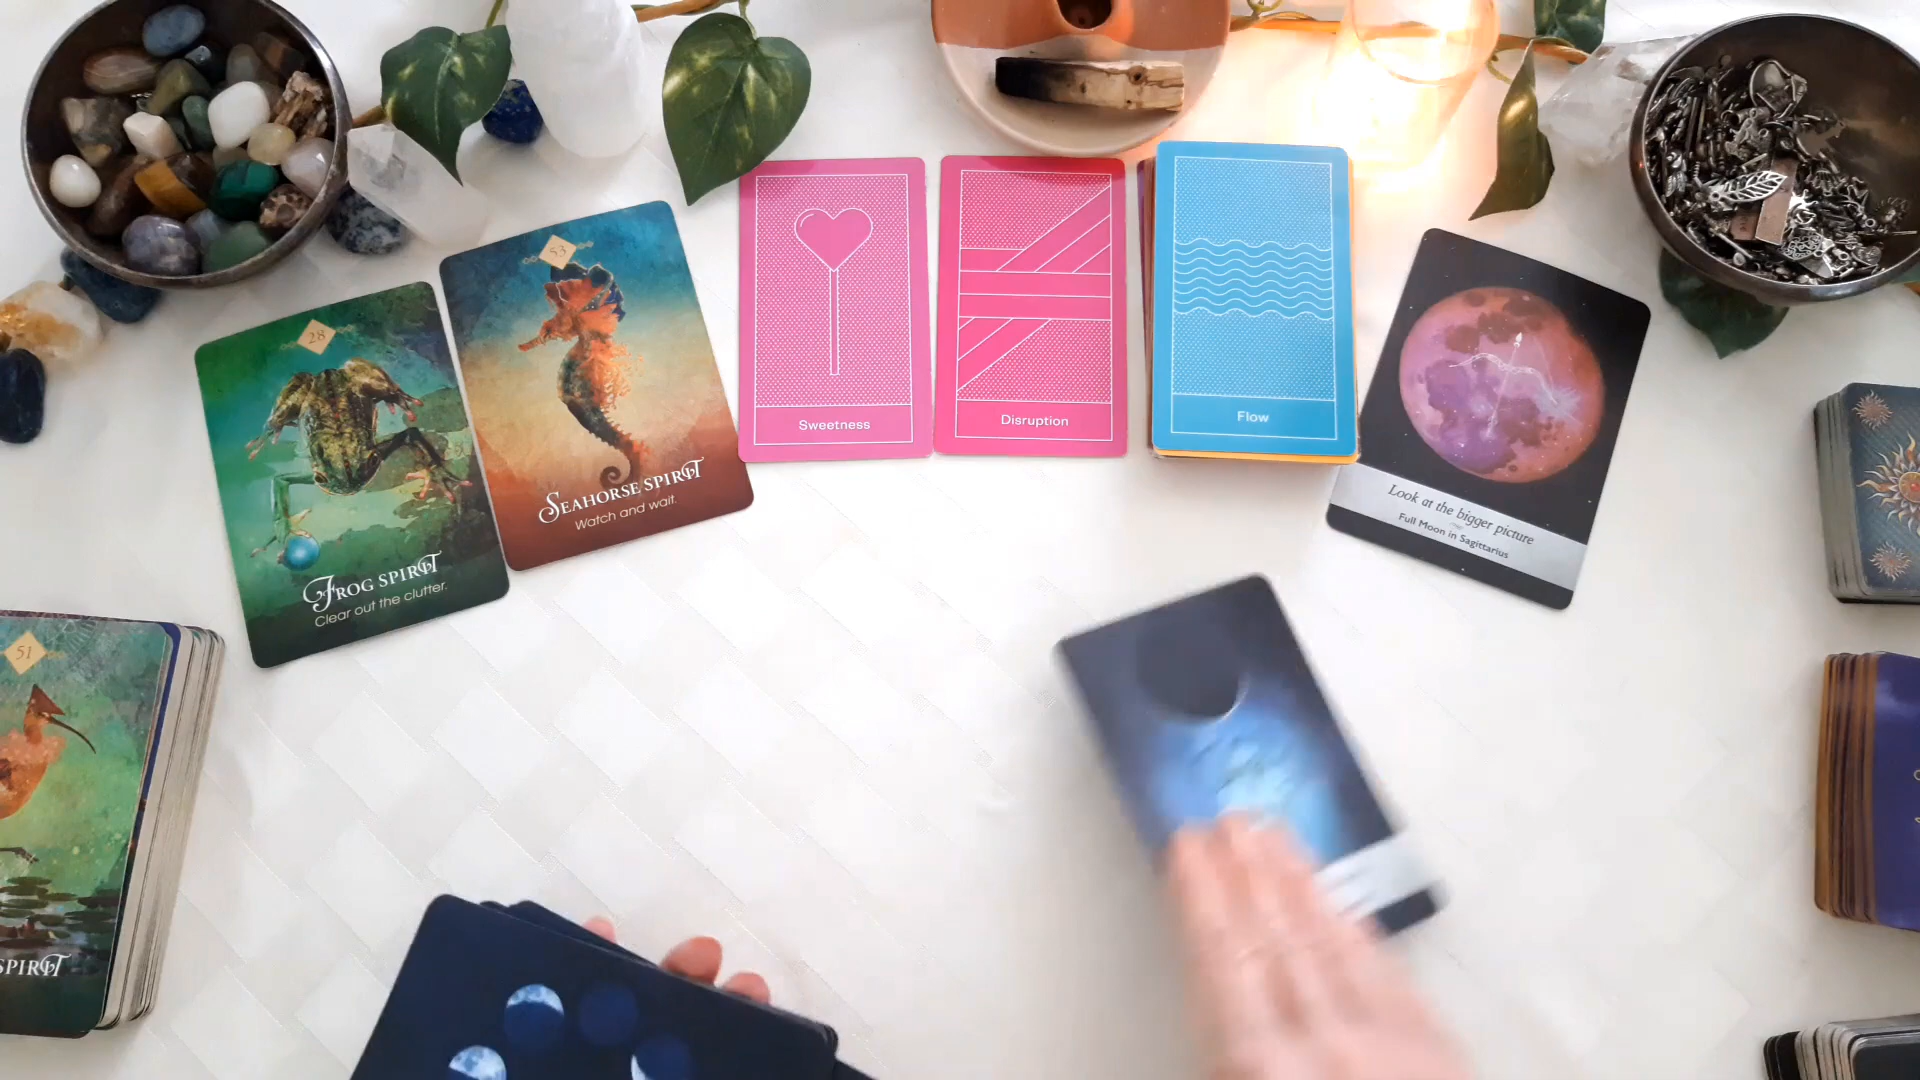 28
FROG SPIRIT
Clear out the clutter.
53
SEAHORSE SPIRIT
Watch and wait.
Sweetness
Disruption
Flow
Look at the bigger picture
Full Moon in Sagittarius
51
SPIRIT